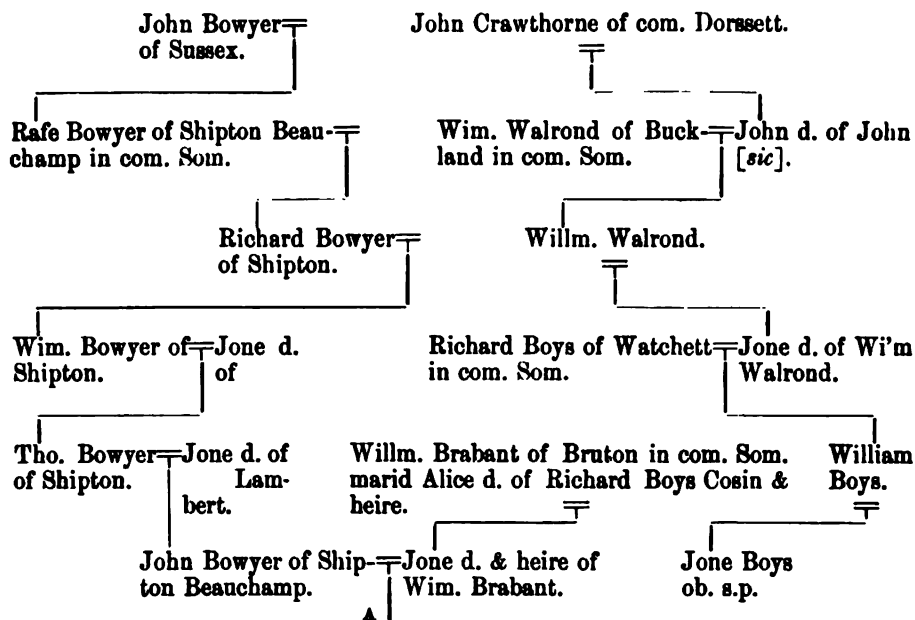 John Bowyer
of Sussex.
John Crawthorne of com. Dorssett.
Rafe Bowyer of Shipton Beau-
champ in com. Som.
Wim. Walrond of Buck-
land in com. Som.
John d. of John
[sic].
Richard Bowyer
of Shipton.
Willm. Walrond.
Wim. Bowyer of
Shipton.
Jone d.
of
Richard Boys of Watchett
in com. Som.
Jone d. of Wi'm
Walrond.
Tho. Bowyer
of Shipton.
Jone d. of
Lam-
bert.
Willm. Brabant of Bruton in com. Som.
marid Alice d. of Richard Boys Cosin &
heire.
William
Boys.
John Bowyer of Ship-
ton Beauchamp.
Jone d. & heire of
Wim. Brabant.
Jone Boys
ob. s.p.